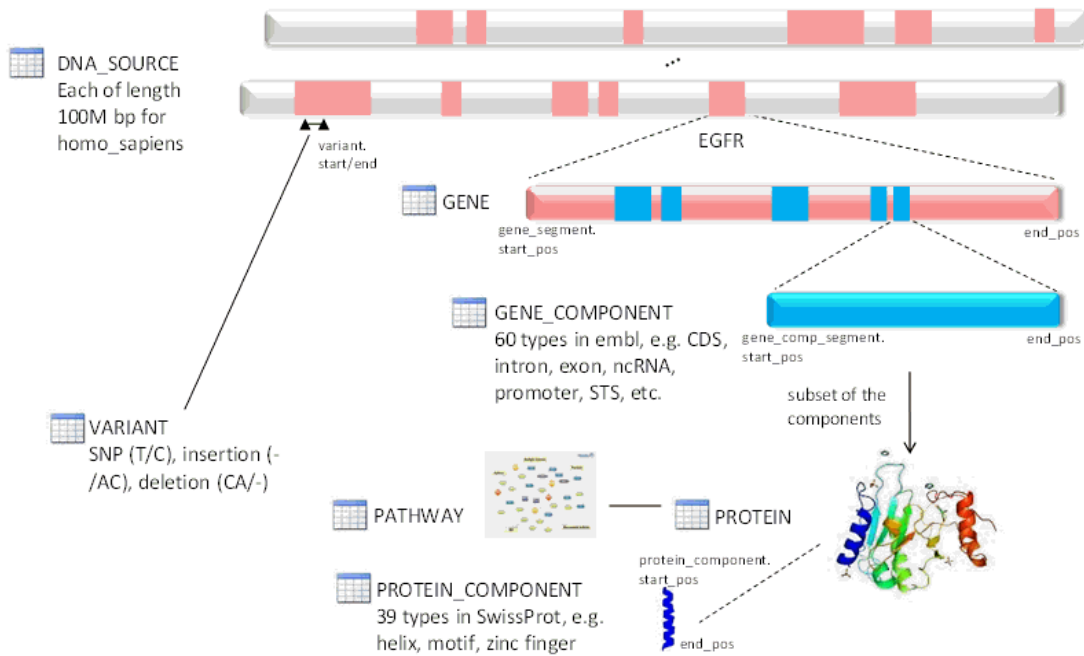 DNA_SOURCE
Each of length
100M bp for
homo_sapiens
...
variant.
start/end
EGFR
GENE
gene_segment.
start_pos
end_pos
GENE_COMPONENT
60 types in embl, e.g. CDS,
intron, exon, ncRNA,
promoter, STS, etc.
gene_comp_segment.
start_pos
end_pos
subset of the
components
VARIANT
SNP (T/C), insertion (-
/AC), deletion (CA/-)
PATHWAY
PROTEIN
protein_component.
start_pos
end_pos
PROTEIN_COMPONENT
39 types in SwissProt, e.g.
helix, motif, zinc finger